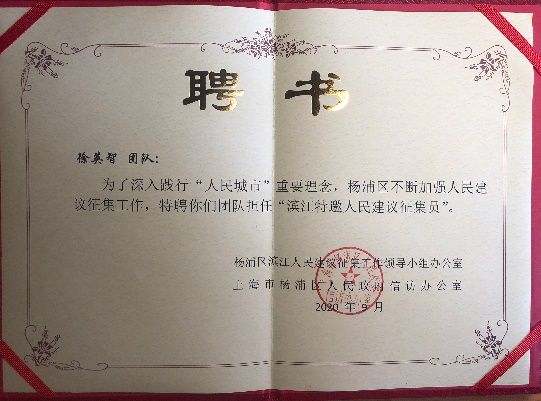 聘书
徐英智 团队：
为了深入践行“人民城市”重要理念，杨浦区不断加强人民建
议征集工作，特聘你们团队担任“滨江特邀人民建议征集员”。
杨浦区滨江人民建议征集工作领导小组办公室
上海市杨浦区人民政府信访办公室
2020年9月